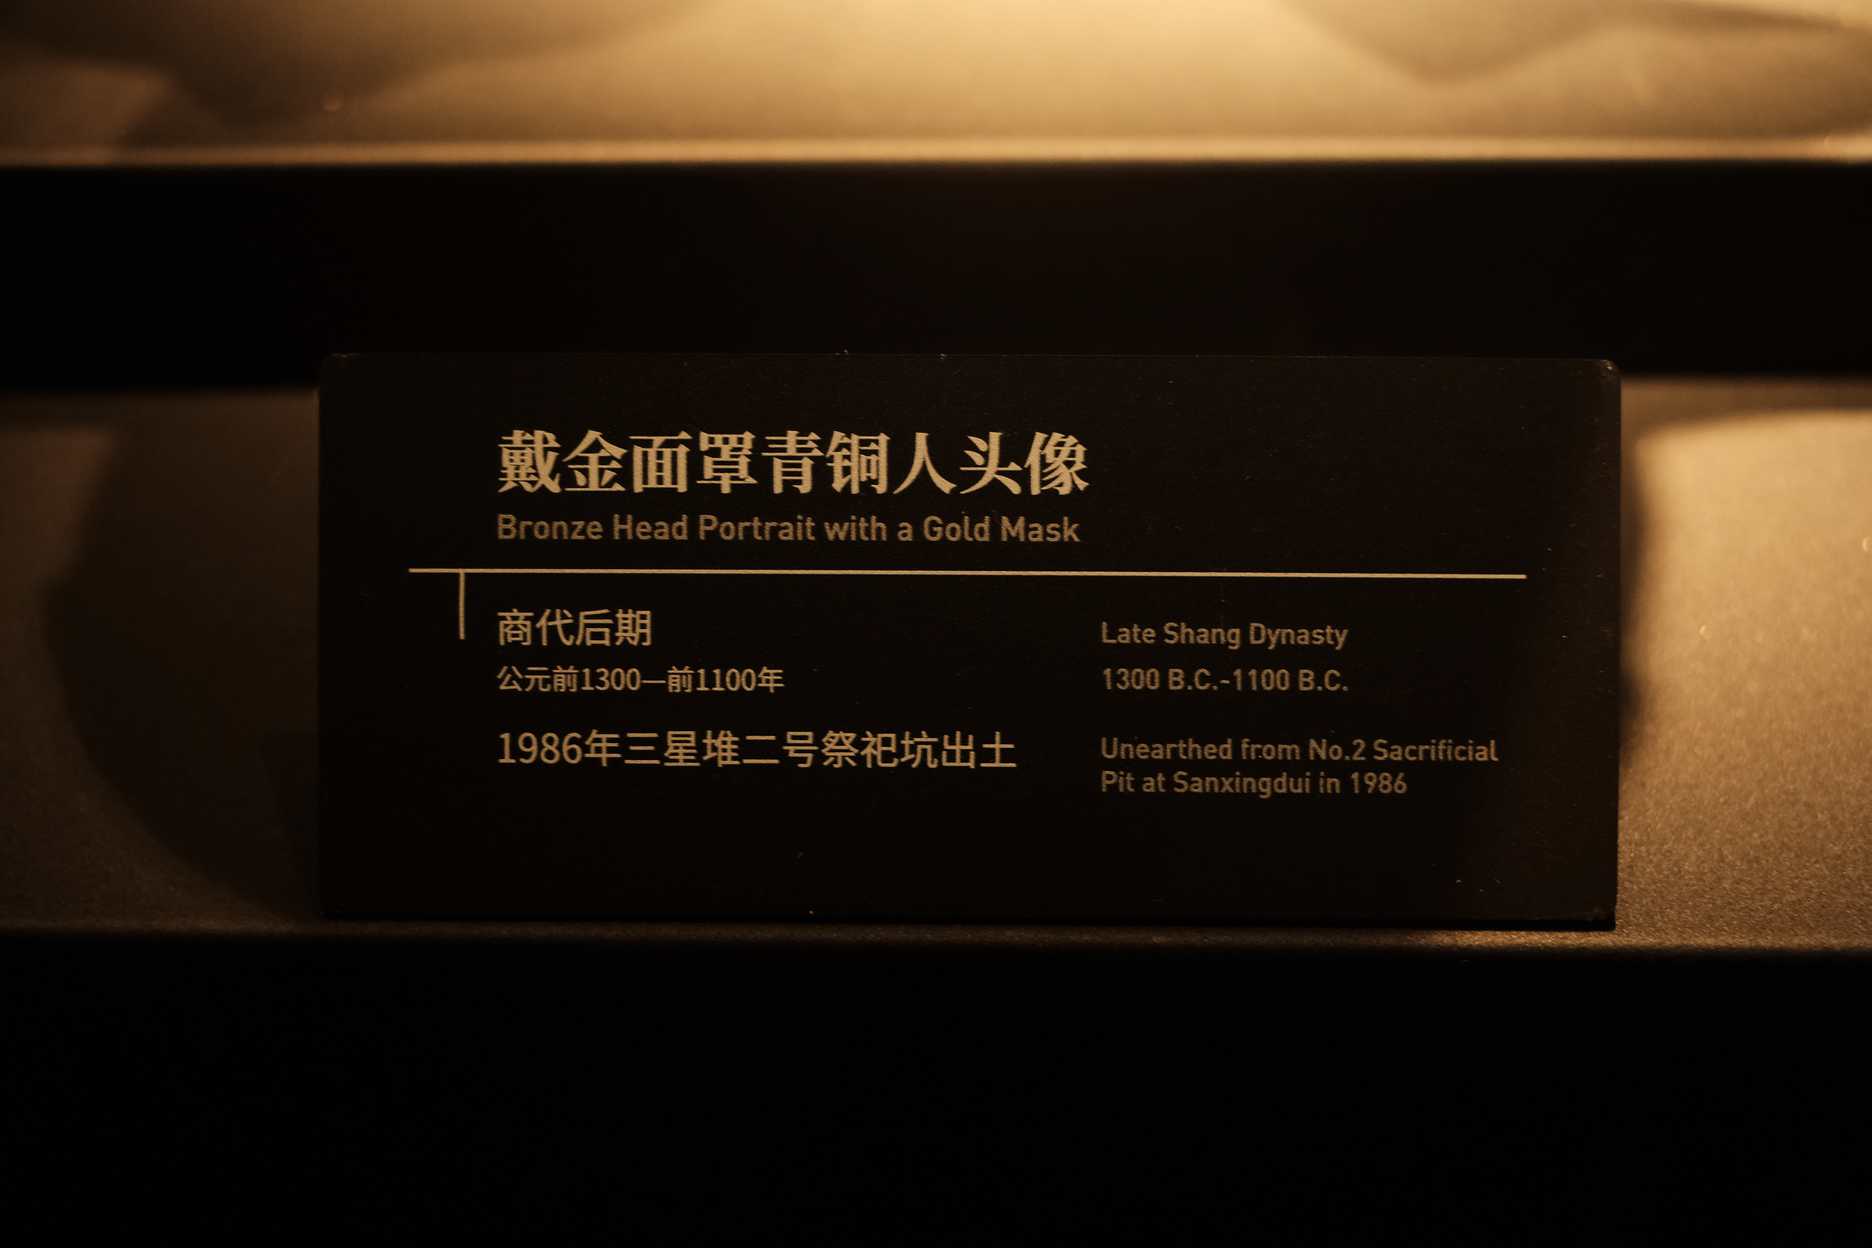 戴金面罩青铜人头像
Bronze Head Portrait with a Gold Mask
商代后期
公元前1300—前1100年
1986年三星堆二号祭祀坑出土
Late Shang Dynasty
1300 B.C.-1100 B.C.
Unearthed from No.2 Sacrificial
Pit at Sanxingdui in 1986